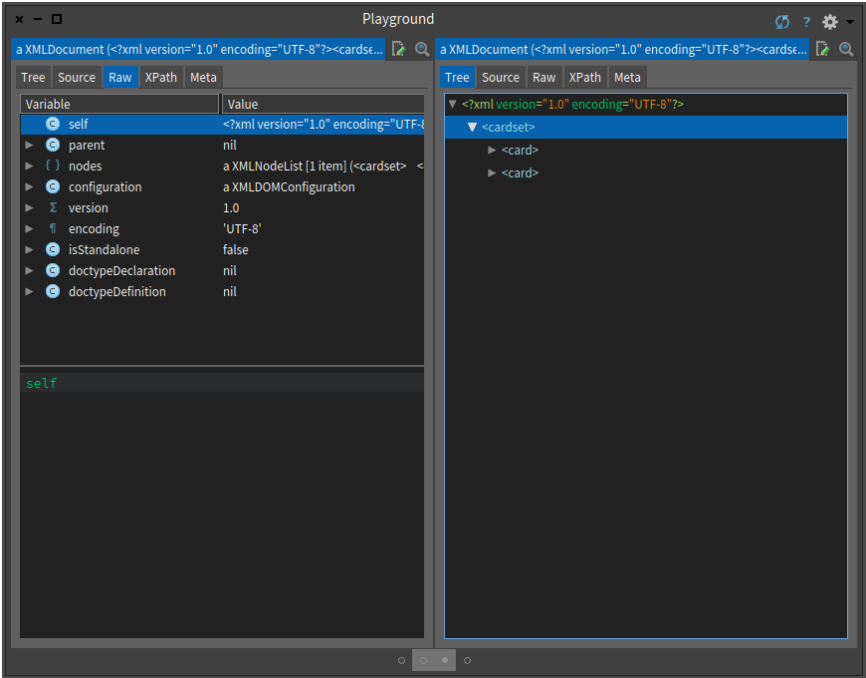 Playground
?
a XMLDocument (<?xml version="1.0" encoding="UTF-8"?><cardse...
Tree Source Raw XPath Meta
Variable Value
self <?xml version="1.0" encoding="UTF-8
parent nil
{ } nodes a XMLNodeList [1 item] (<cardset> <
configuration a XMLDOMConfiguration
Σ version 1.0
¶ encoding 'UTF-8'
isStandalone false
doctypeDeclaration nil
doctypeDefinition nil
self
a XMLDocument (<?xml version="1.0" encoding="UTF-8"?><cardse...
Tree Source Raw XPath Meta
<?xml version="1.0" encoding="UTF-8"?>
<cardset>
<card>
<card>